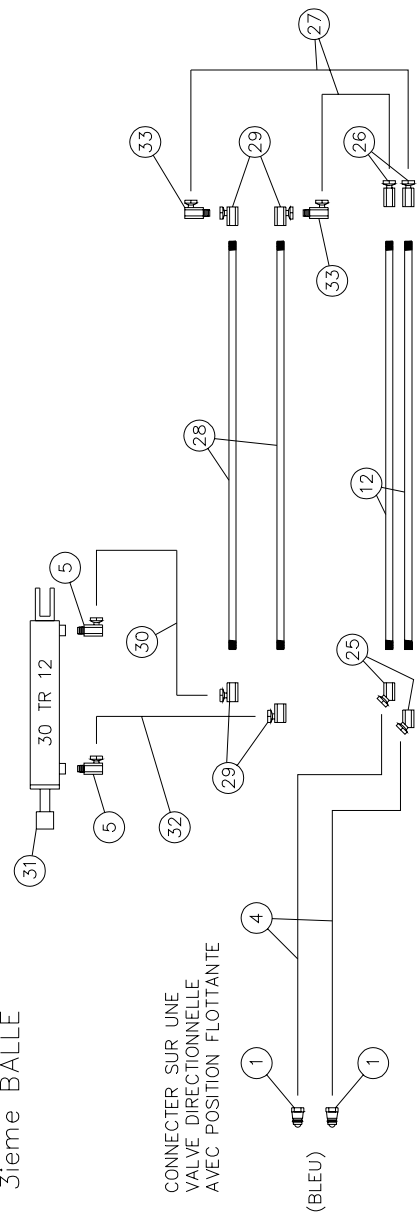 3ieme BALLE
31
30 TR 12
5
5
33
32
30
29
28
29
33
27
CONNECTER SUR UNE
VALVE DIRECTIONNELLE
AVEC POSITION FLOTTANTE
(BLEU)
1
1
4
25
12
26